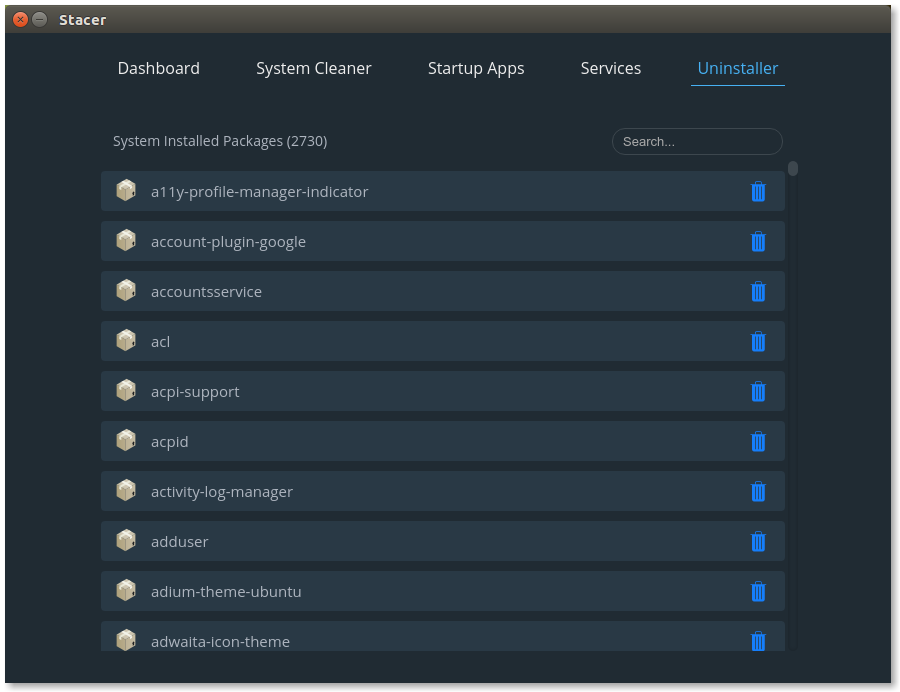 Stacer
Dashboard System Cleaner Startup Apps Services Uninstaller
System Installed Packages (2730) Search...
a11y-profile-manager-indicator
account-plugin-google
accountsservice
acl
acpi-support
acpid
activity-log-manager
adduser
adium-theme-ubuntu
adwaita-icon-theme